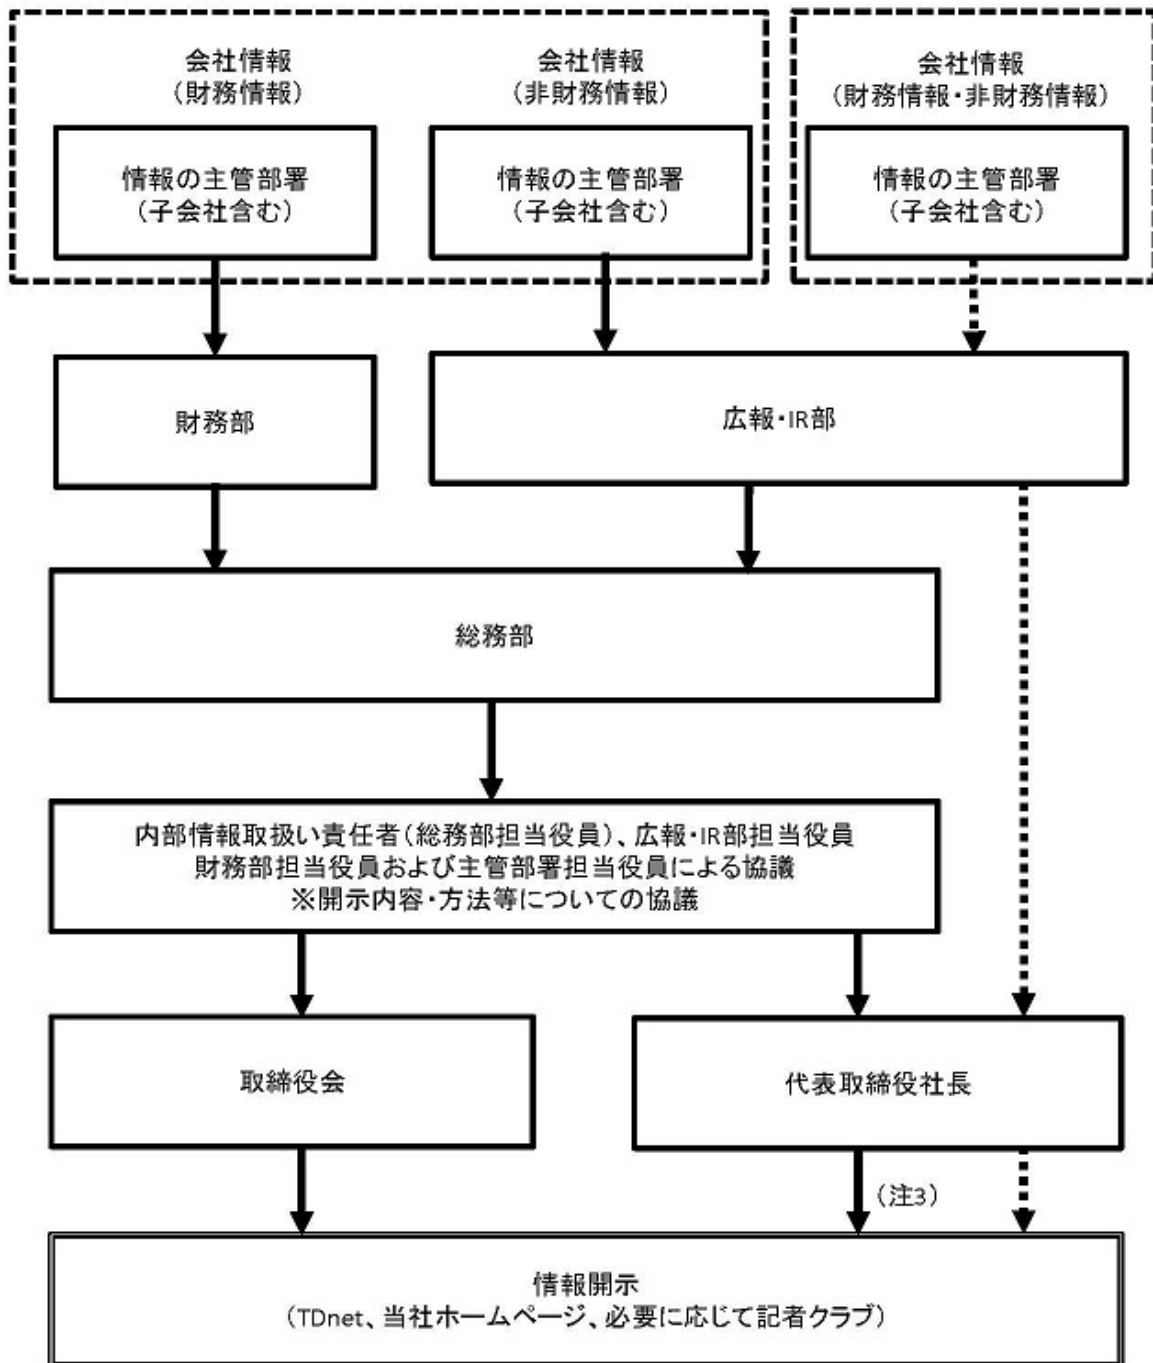 会社情報
（財務情報）
会社情報
（非財務情報）
会社情報
（財務情報・非財務情報）
情報の主管部署
（子会社含む）
情報の主管部署
（子会社含む）
情報の主管部署
（子会社含む）
財務部
広報・IR部
総務部
内部情報取扱い責任者（総務部担当役員）、広報・IR部担当役員
財務部担当役員および主管部署担当役員による協議
※開示内容・方法等についての協議
取締役会
代表取締役社長
（注3）
情報開示
（TDnet、当社ホームページ、必要に応じて記者クラブ）